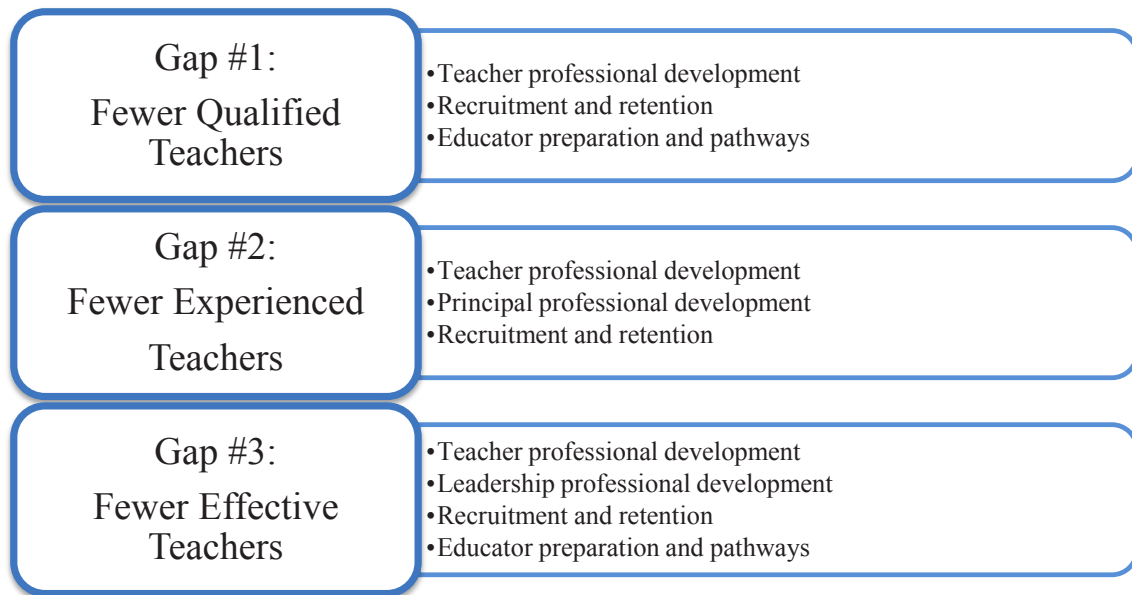 Gap #1:
Fewer Qualified
Teachers
•Teacher professional development
•Recruitment and retention
•Educator preparation and pathways
Gap #2:
Fewer Experienced
Teachers
•Teacher professional development
•Principal professional development
•Recruitment and retention
Gap #3:
Fewer Effective
Teachers
•Teacher professional development
•Leadership professional development
•Recruitment and retention
•Educator preparation and pathways